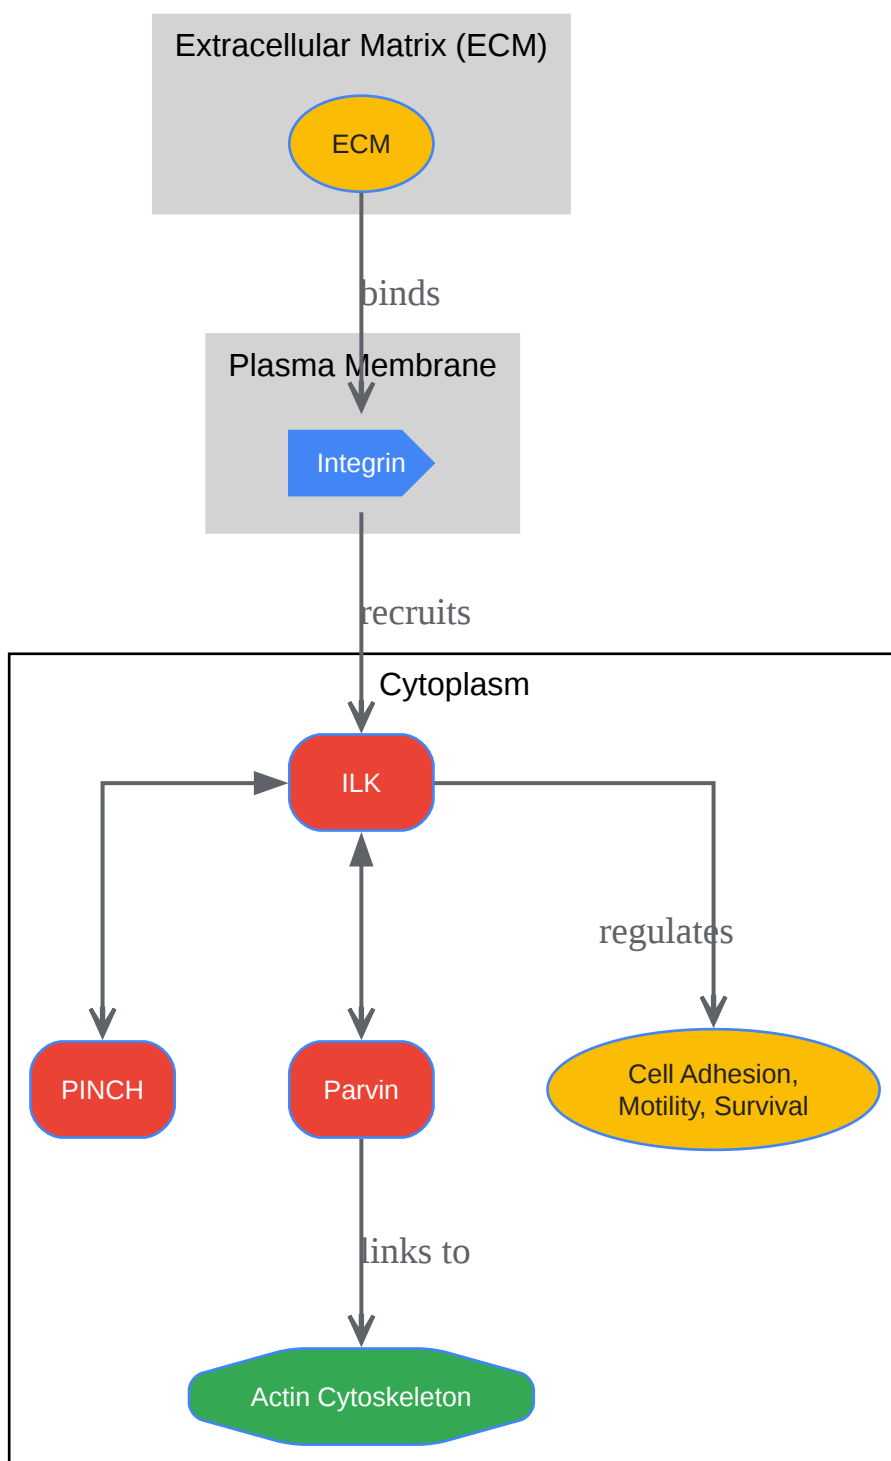 Extracellular Matrix (ECM)
ECM
binds
Plasma Membrane
Integrin
recruits
Cytoplasm
ILK
regulates
PINCH
Parvin
Cell Adhesion,
Motility, Survival
links to
Actin Cytoskeleton